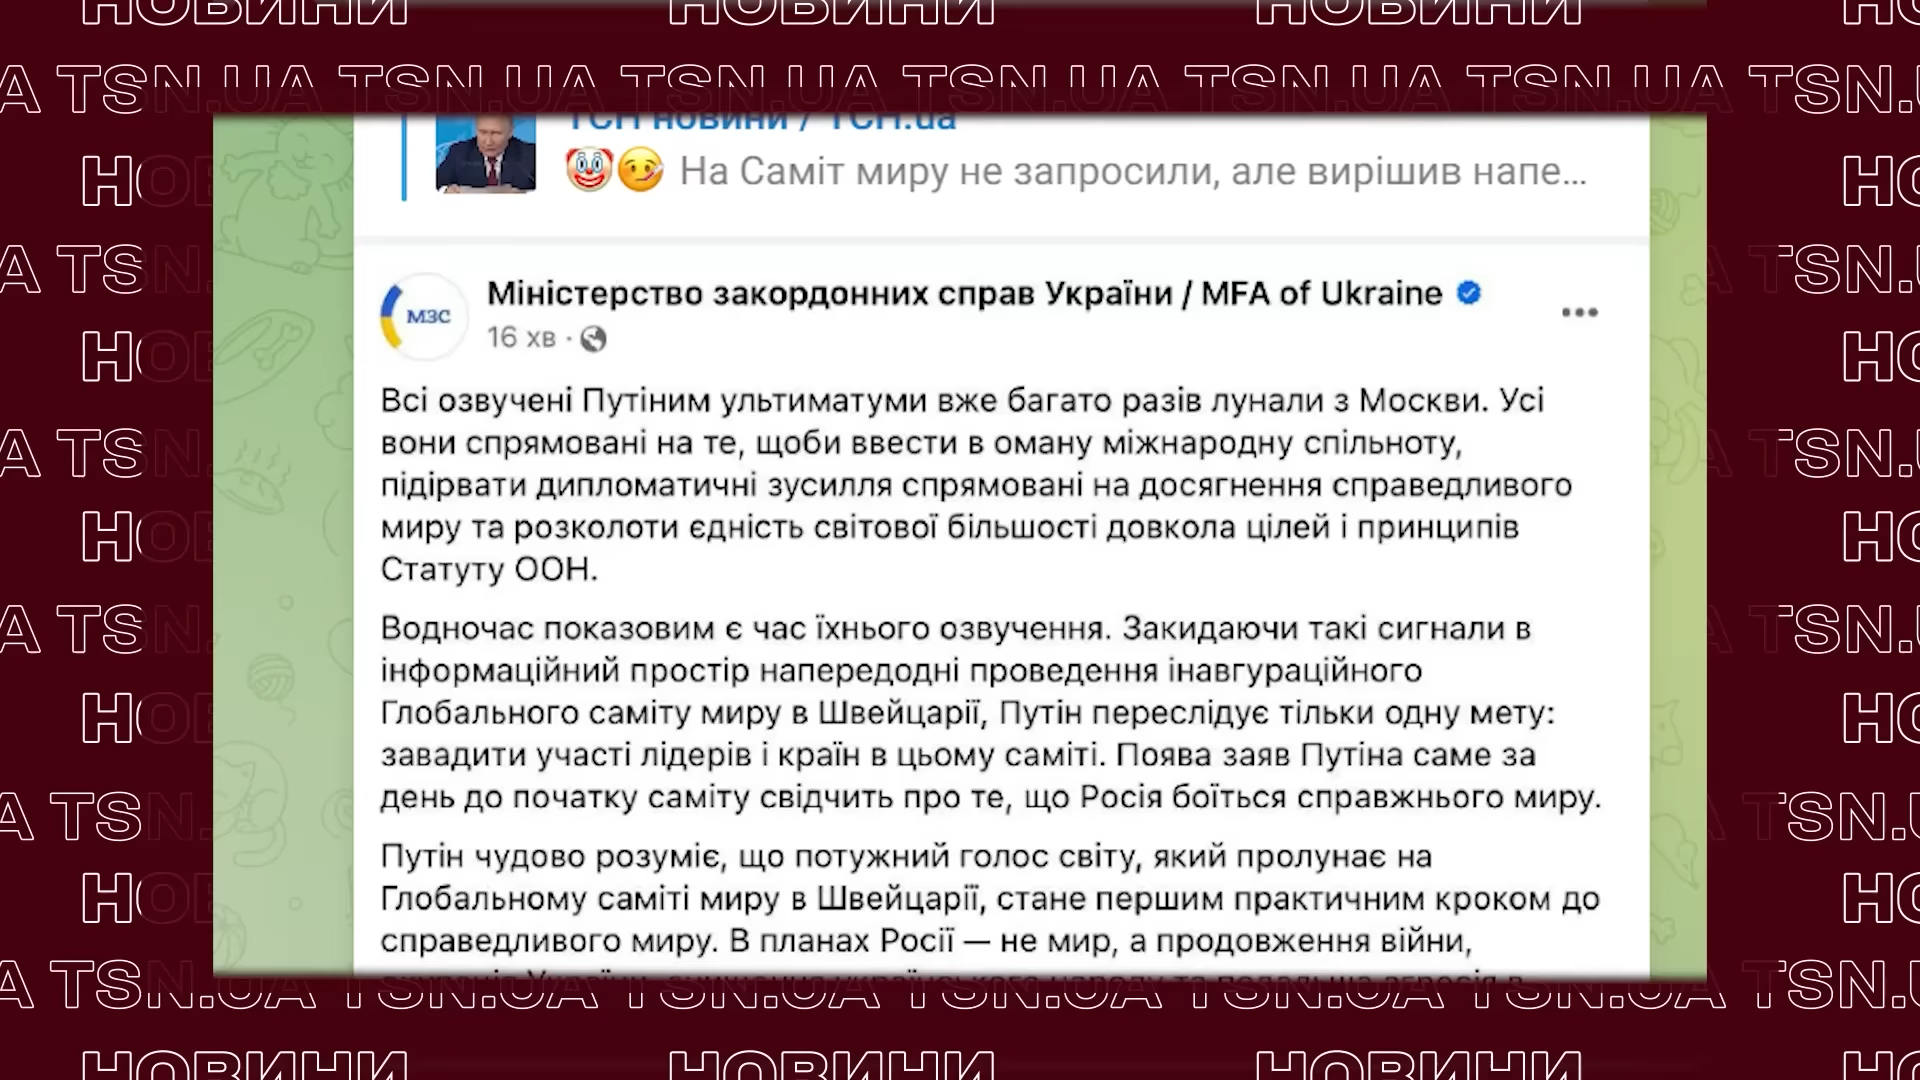 НОВИНИ НОВИНИ НОВИНИ
TSN.UA TSN.UA TSN.UA TSN.UA TSN.UA TSN.UA
ТСН новини / ТСН.ua
🤡🤒 На Саміт миру не запросили, але вирішив напе...
МЗС
Міністерство закордонних справ України / MFA of Ukraine
16 хв ·
Всі озвучені Путіним ультиматуми вже багато разів лунали з Москви. Усі
вони спрямовані на те, щоби ввести в оману міжнародну спільноту,
підірвати дипломатичні зусилля спрямовані на досягнення справедливого
миру та розколоти єдність світової більшості довкола цілей і принципів
Статуту ООН.
Водночас показовим є час їхнього озвучення. Закидаючи такі сигнали в
інформаційний простір напередодні проведення інавгураційного
Глобального саміту миру в Швейцарії, Путін переслідує тільки одну мету:
завадити участі лідерів і країн в цьому саміті. Поява заяв Путіна саме за
день до початку саміту свідчить про те, що Росія боїться справжнього миру.
Путін чудово розуміє, що потужний голос світу, який пролунає на
Глобальному саміті миру в Швейцарії, стане першим практичним кроком до
справедливого миру. В планах Росії — не мир, а продовження війни,
TSN.UA TSN.UA TSN.UA TSN.UA TSN.UA TSN.UA
НОВИНИ НОВИНИ НОВИНИ